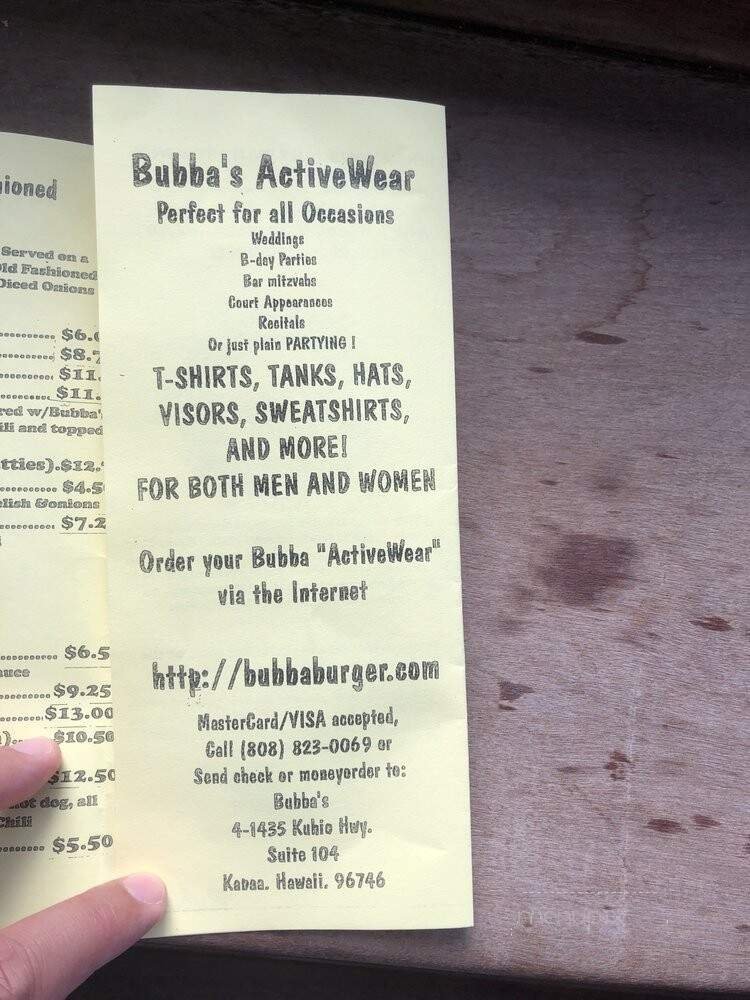 ioned
Served on a
Old Fashioned
Diced Onions
$6.
$8.7
$11.
$11.
red w/Bubba'
ili and topped
tties).$12.
$4.5
elish &onions
$7.2
$6.5
auce
$9.25
$13.00
$10.50
$12.50
hot dog, all
Chili
$5.50
Bubba's ActiveWear
Perfect for all Occasions
Weddings
B-day Parties
Bar mitzvahs
Court Appearances
Recitals
Or just plain PARTYING !
T-SHIRTS, TANKS, HATS,
VISORS, SWEATSHIRTS,
AND MORE!
FOR BOTH MEN AND WOMEN
Order your Bubba "ActiveWear"
via the Internet
http://bubbaburger.com
MasterCard/VISA accepted,
Call (808) 823-0069 or
Send check or moneyorder to:
Bubba's
4-1435 Kuhio Hwy.
Suite 104
Kapaa. Hawaii. 96746